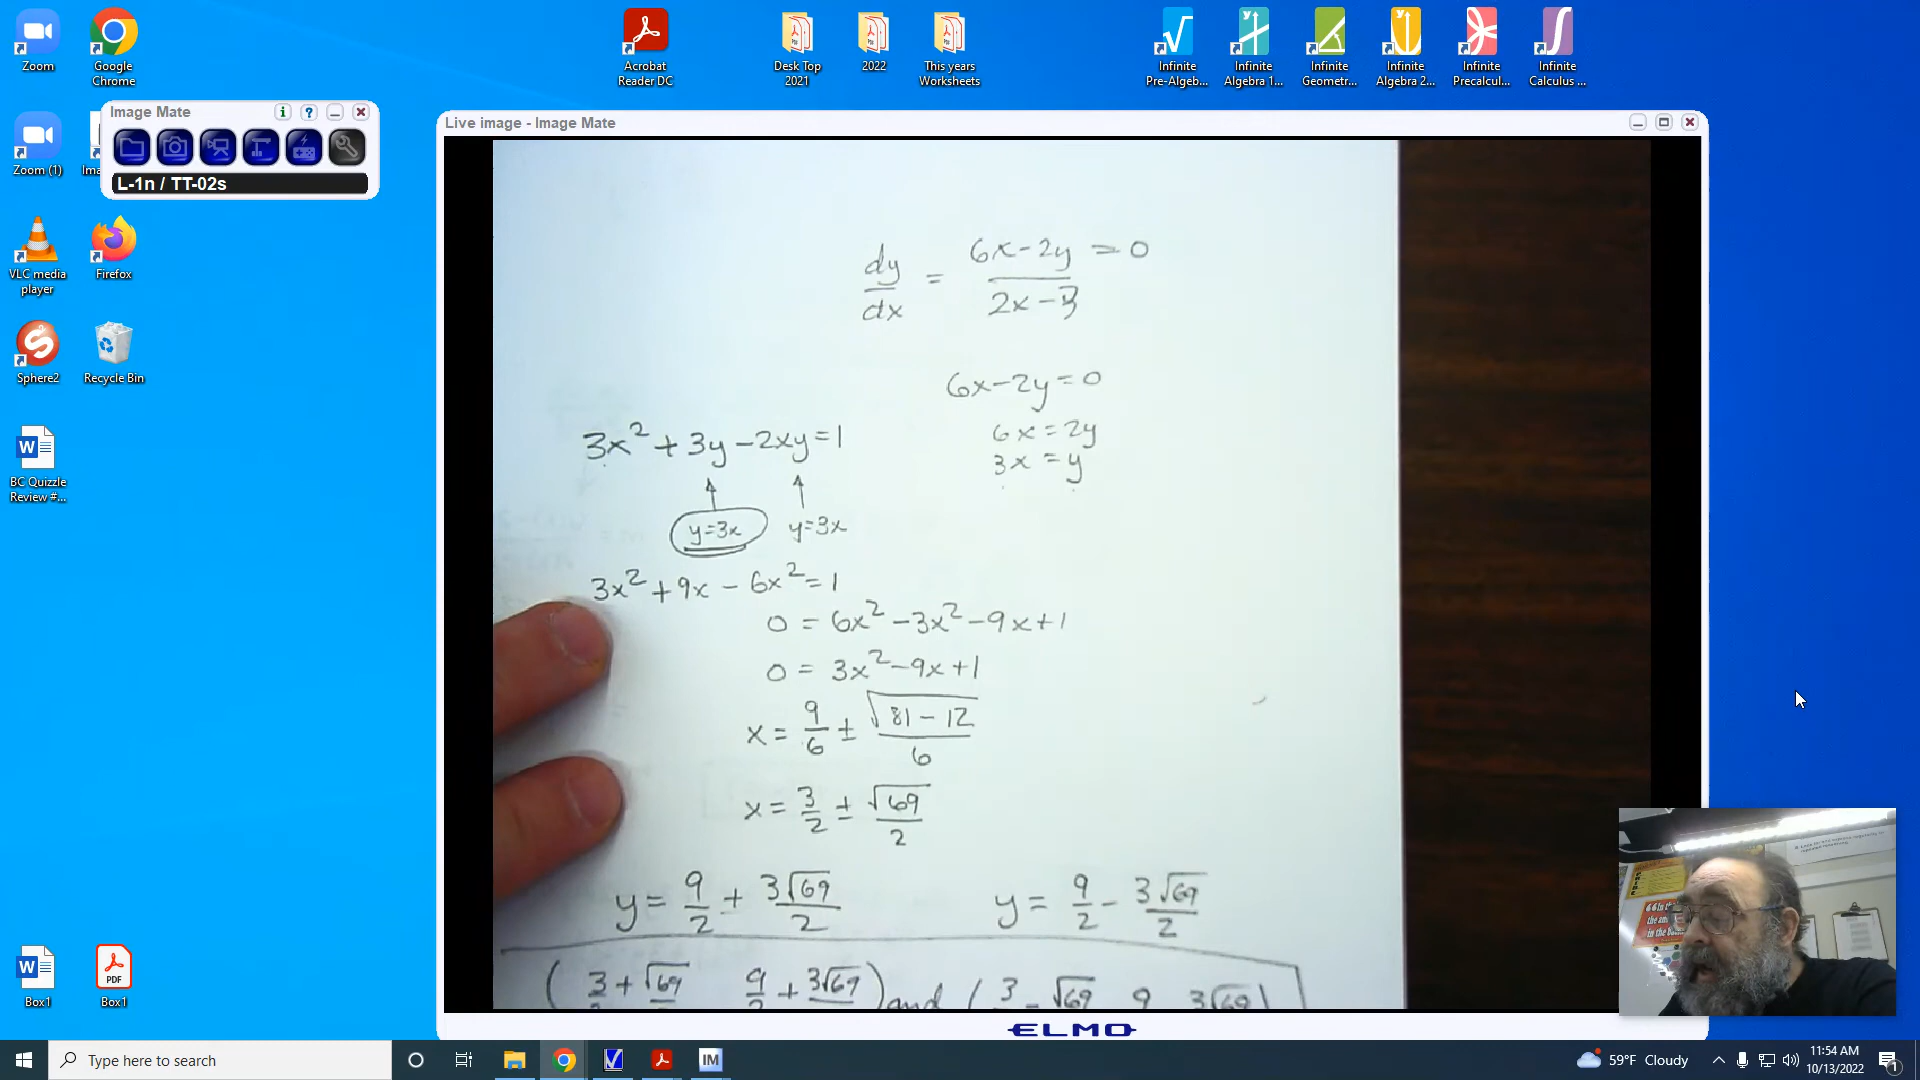 Zoom
Google Chrome
Acrobat Reader DC
Desk Top 2021
2022
This years Worksheets
Infinite Pre-Algeb...
Infinite Algebra 1...
Infinite Geometr...
Infinite Algebra 2...
Infinite Precalcul...
Infinite Calculus ...
Image Mate
L-1n / TT-02s
Zoom (1)
VLC media player
Firefox
Sphere2
Recycle Bin
BC Quizzle Review #...
Box1
Box1
Live image - Image Mate
dy/dx = (6x-2y)/(2x-3) = 0
6x-2y=0
6x=2y
3x=y
3x²+3y-2xy=1
y=3x y=3x
3x²+9x-6x²=1
0 = 6x²-3x²-9x+1
0 = 3x²-9x+1
x = 9/6 ± √(81-12)/6
x = 3/2 ± √69/2
y = 9/2 + 3√69/2 y = 9/2 - 3√69/2
ELMO
Type here to search
59°F Cloudy
11:54 AM
10/13/2022
1